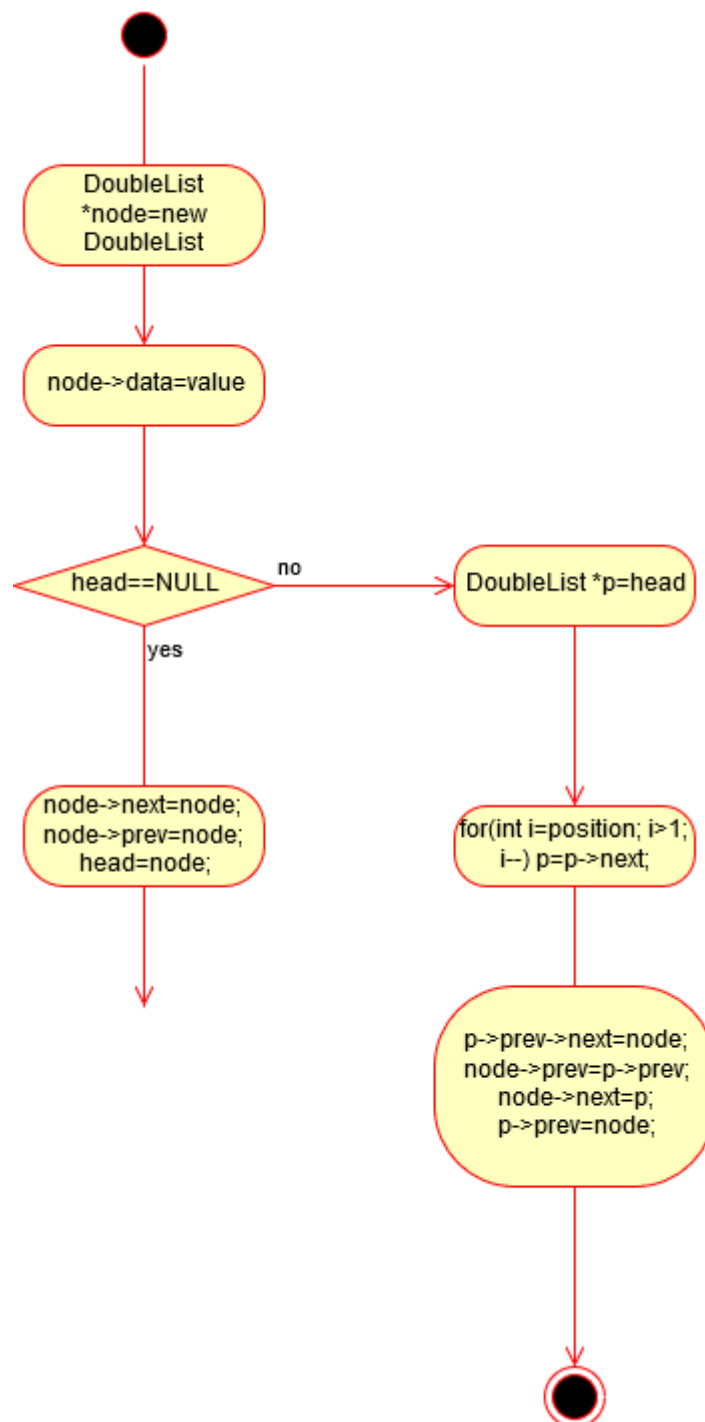 DoubleList
*node=new
DoubleList
node->data=value
head==NULL
no
DoubleList *p=head
yes
node->next=node;
node->prev=node;
head=node;
for(int i=position; i>1;
i--) p=p->next;
p->prev->next=node;
node->prev=p->prev;
node->next=p;
p->prev=node;